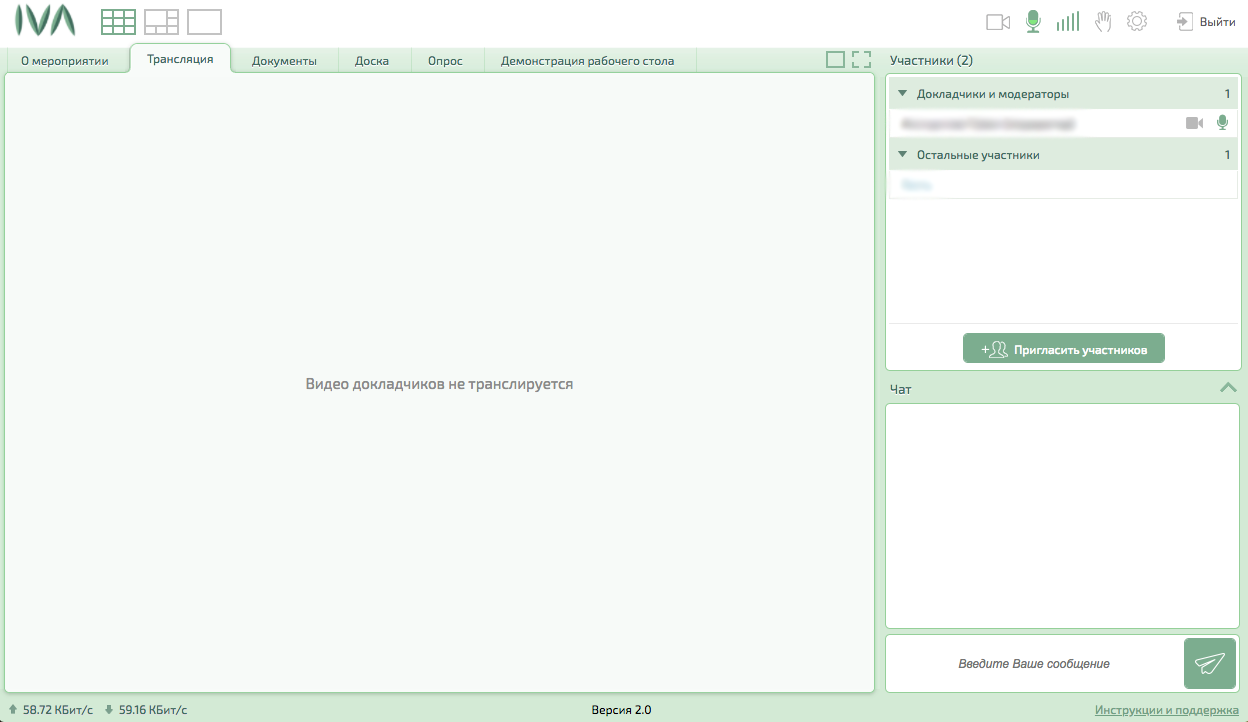 IVA
Выйти
О мероприятии Трансляция Документы Доска Опрос Демонстрация рабочего стола
Участники (2)
Докладчики и модераторы 1
Остальные участники 1
Пригласить участников
Видео докладчиков не транслируется
Чат
Введите Ваше сообщение
58.72 КБит/с 59.16 КБит/с Версия 2.0 Инструкции и поддержка